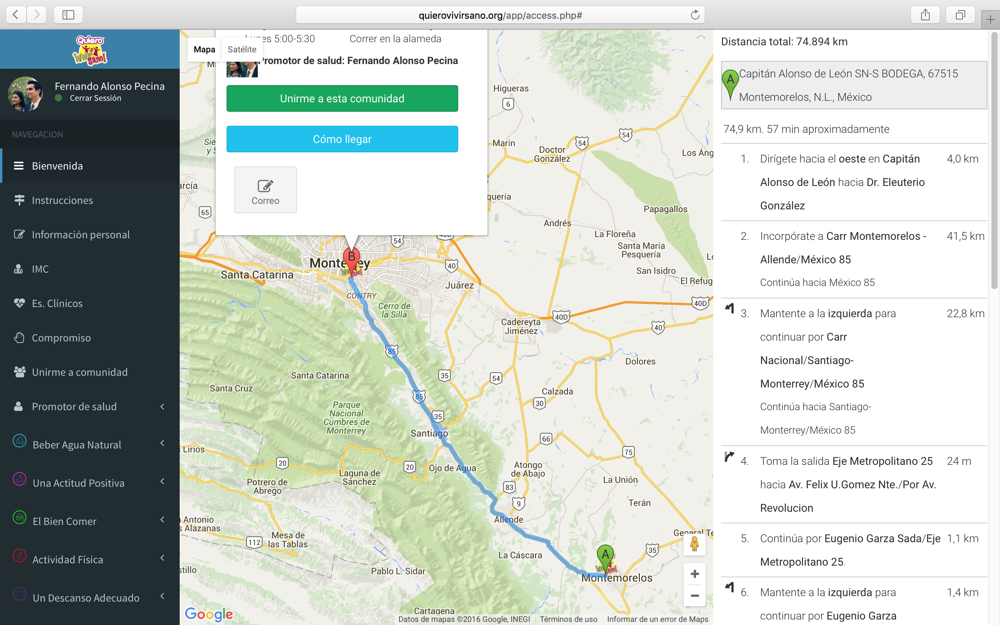 quierovivirsano.org/app/access.php#
Quiero
¡Vivir
Sano!
Fernando Alonso Pecina
Cerrar Sessión
NAVEGACION
Bienvenida
Instrucciones
Información personal
IMC
Es. Clínicos
Compromiso
Unirme a comunidad
Promotor de salud
Beber Agua Natural
Una Actitud Positiva
El Bien Comer
Actividad Física
Un Descanso Adecuado
Mapa
Satélite
5:00-5:30
Correr en la alameda
Promotor de salud: Fernando Alonso Pecina
Unirme a esta comunidad
Cómo llegar
Correo
Higueras
6
54
54
Marín
Doctor
González
Los Áng
65
Papagallos
Andrés
La Floreña
Santa María
Pesquería
54
40D
B
Monterrey
Santa Catarina
40
San Isidro
Juárez
El Refug
CONTRY
Cerro de
la Silla
40D
40D
Cadereyta
Jiménez
40
85
Dolores
Santa Catarina
35
54
Santa Cruz
Calzada
85
30
Parque
Nacional
Cumbres de
Monterrey
35
Santiago
66
Lirios
75
20
20
Ojo de Agua
Atongo
de Abajo
Laguna de
Sánchez
Potrero de
Abrego
La Unión
83
9
Terán
Antonio
Alazanas
Allende
General Te
Mesa de
las Tablas
112
35
La Cáscara
A
Pablo L. Sidar
Montemorelos
Cartagena
Google
Datos de mapas ©2016 Google, INEGI
Términos de uso
Informar de un error de Maps
Distancia total: 74.894 km
A
Capitán Alonso de León SN-S BODEGA, 67515
Montemorelos, N.L., México
74,9 km. 57 min aproximadamente
1. Dirígete hacia el oeste en Capitán 4,0 km
Alonso de León hacia Dr. Eleuterio
González
2. Incorpórate a Carr Montemorelos - 41,5 km
Allende/México 85
Continúa hacia México 85
3. Mantente a la izquierda para 22,8 km
continuar por Carr
Nacional/Santiago-
Monterrey/México 85
Continúa hacia Santiago-
Monterrey/México 85
4. Toma la salida Eje Metropolitano 25 24 m
hacia Av. Felix U.Gomez Nte./Por Av.
Revolucion
5. Continúa por Eugenio Garza Sada/Eje 1,1 km
Metropolitano 25.
6. Mantente a la izquierda para 1,4 km
continuar por Eugenio Garza